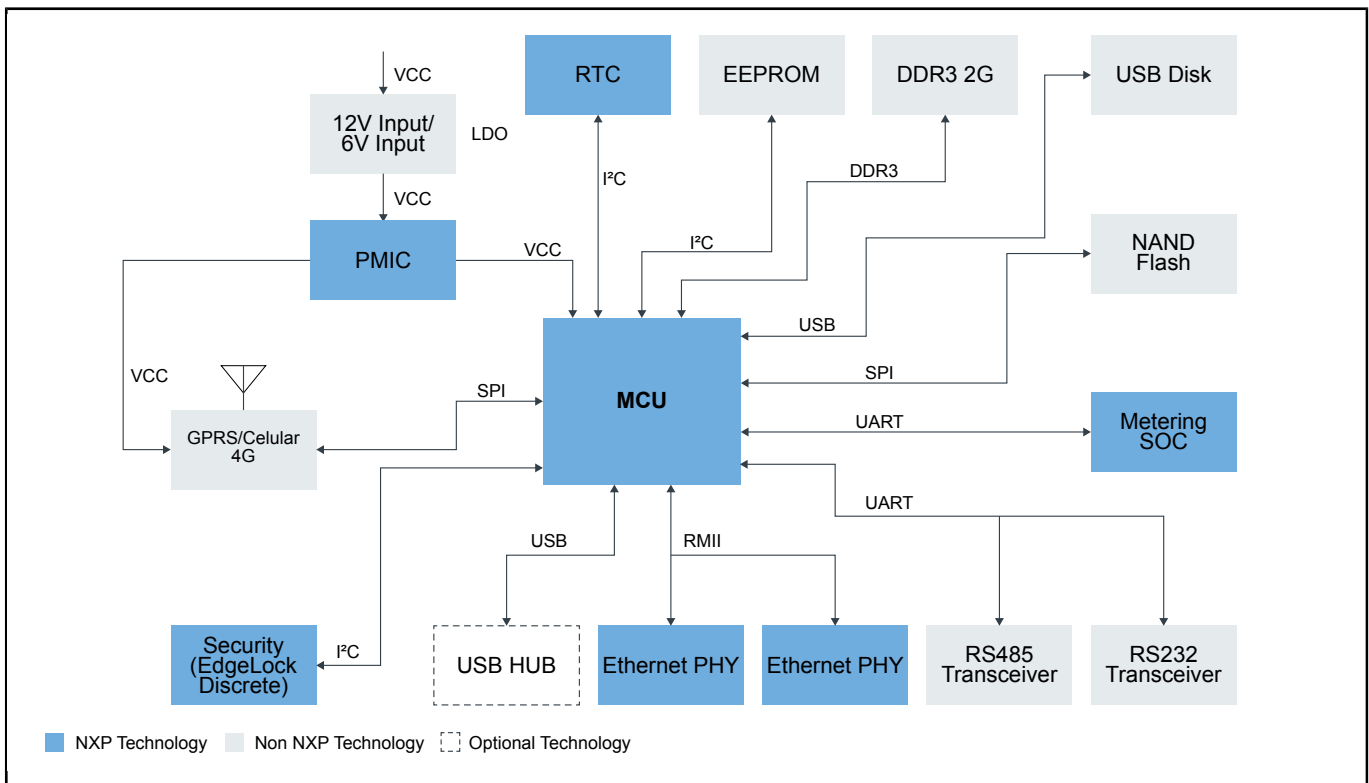 VCC
RTC
EEPROM
DDR3 2G
USB Disk
12V Input/
6V Input
LDO
VCC
I²C
DDR3
PMIC
VCC
I²C
NAND
Flash
USB
VCC
SPI
SPI
MCU
GPRS/Celular
4G
UART
Metering
SOC
UART
USB
RMII
Security
(EdgeLock
Discrete)
I²C
USB HUB
Ethernet PHY
Ethernet PHY
RS485
Transceiver
RS232
Transceiver
NXP Technology
Non NXP Technology
Optional Technology